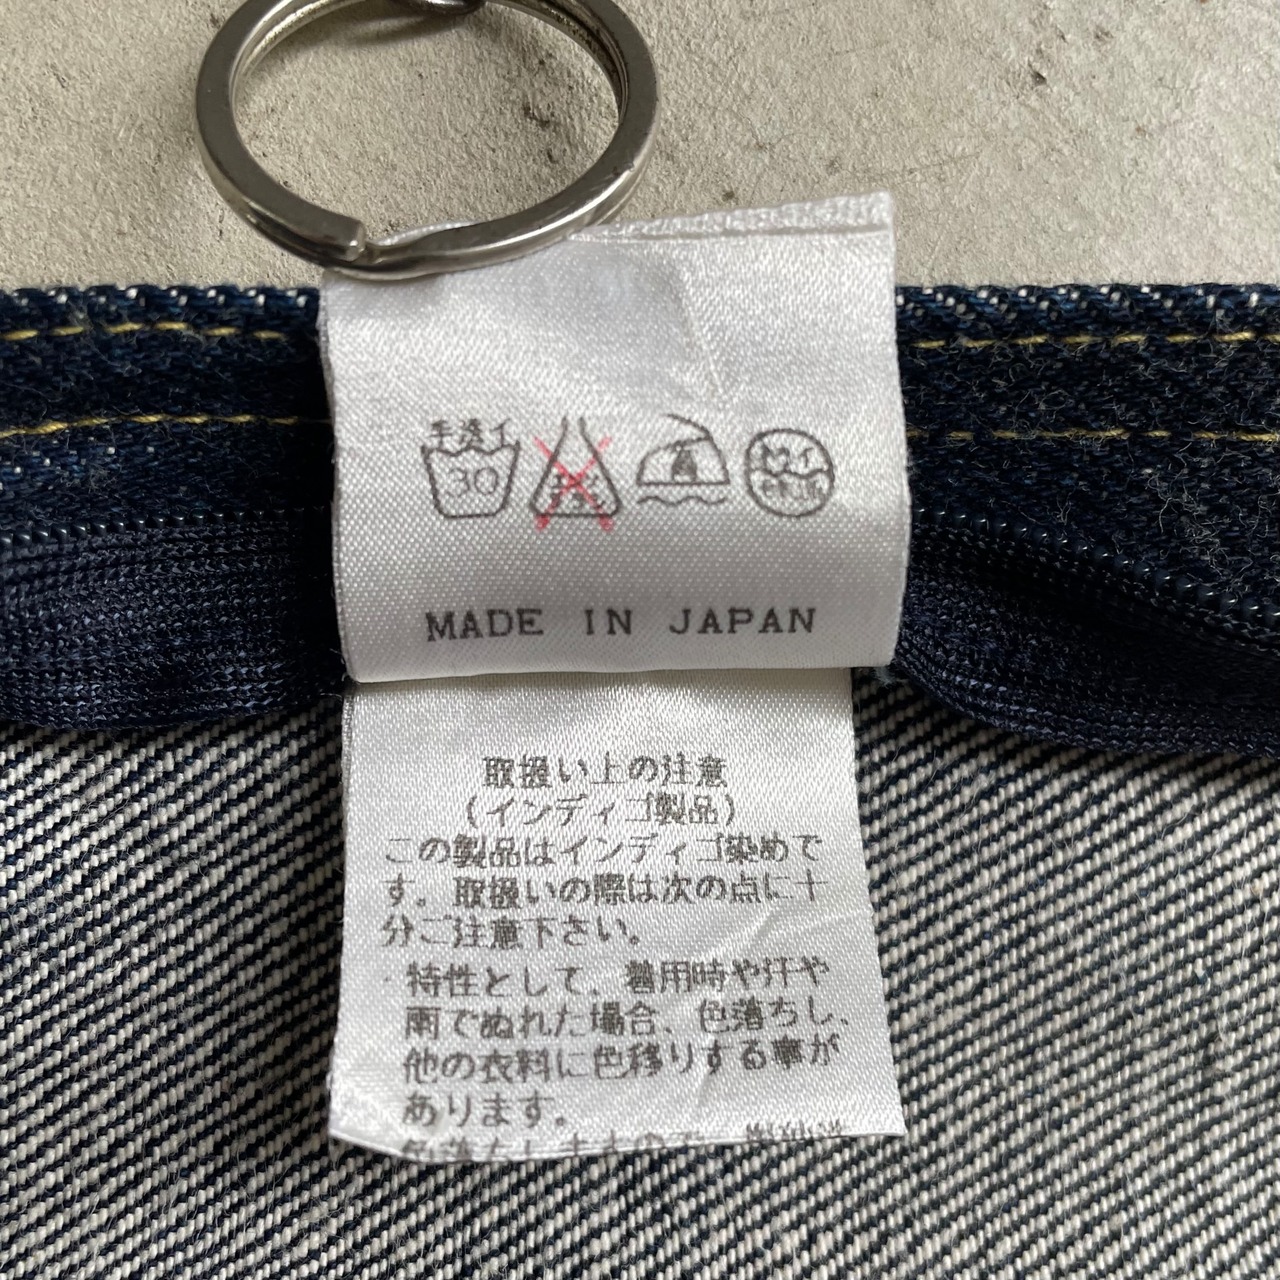 手洗イ
30
MADE IN JAPAN
取扱い上の注意
(インディゴ製品)
この製品はインディゴ染めで
す。取扱いの際は次の点に十
分ご注意下さい。
・特性として、着用時や汗や
雨でぬれた場合、色落ちし、
他の衣料に色移りする事が
あります。